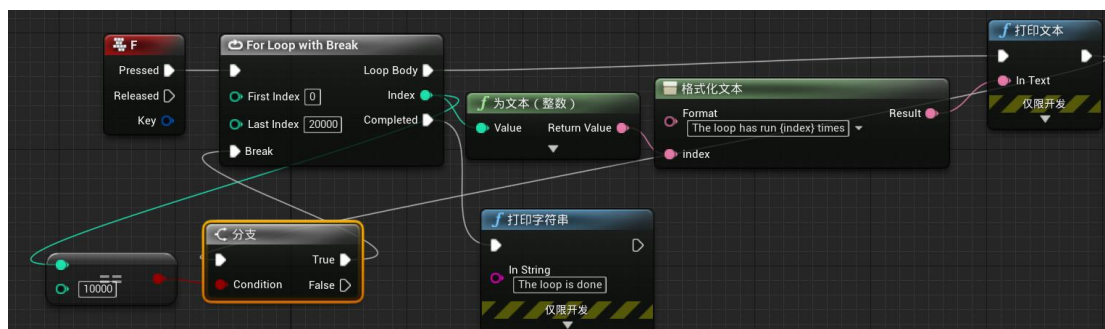 F
Pressed
Released
Key
For Loop with Break
First Index 0
Last Index 20000
Break
Loop Body
Index
Completed
为文本(整数)
Value
Return Value
格式化文本
Format
The loop has run {index} times
index
Result
打印文本
In Text
仅限开发
分支
Condition
True
False
==
10000
打印字符串
In String
The loop is done
仅限开发